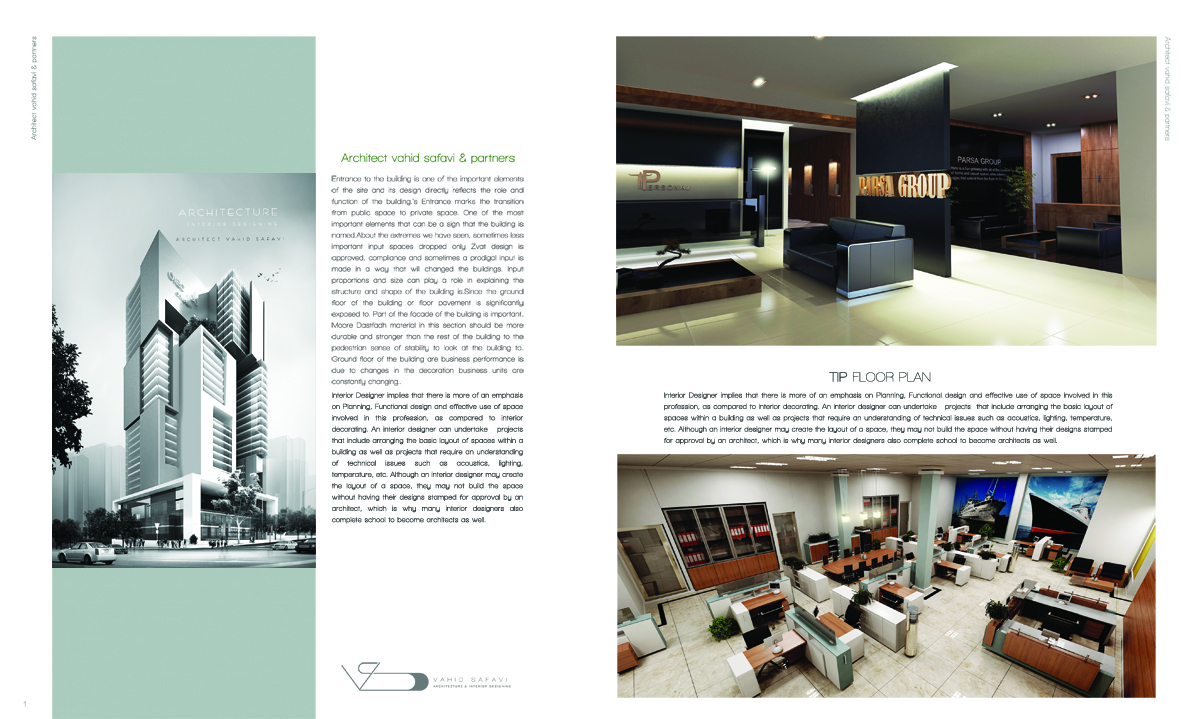 Architect vahid safavi & partners
ARCHITECTURE
INTERIOR DESIGNING
ARCHITECT VAHID SAFAVI
Architect vahid safavi & partners
Entrance to the building is one of the important elements
of the site and its design directly reflects the role and
function of the building.'s Entrance marks the transition
from public space to private space. One of the most
important elements that can be a sign that the building is
named.About the extremes we have seen, sometimes less
important input spaces dropped only Zvat design is
approved, compliance and sometimes a prodigal input is
made in a way that will changed the buildings. Input
proportions and size can play a role in explaining the
structure and shape of the building is.Since the ground
floor of the building or floor pavement is significantly
exposed to. Part of the facade of the building is important.
Moore Dastfadh material in this section should be more
durable and stronger than the rest of the building to the
pedestrian sense of stability to look at the building to..
Ground floor of the building are business performance is
due to changes in the decoration business units are
constantly changing..
Interior Designer implies that there is more of an emphasis
on Planning, Functional design and effective use of space
involved in this profession, as compared to interior
decorating. An interior designer can undertake projects
that include arranging the basic layout of spaces within a
building as well as projects that require an understanding
of technical issues such as acoustics, lighting,
temperature, etc. Although an interior designer may create
the layout of a space, they may not build the space
without having their designs stamped for approval by an
architect, which is why many interior designers also
complete school to become architects as well.
VAHID SAFAVI
ARCHITECTURE & INTERIOR DESIGNING
1
Architect vahid safavi & partners
TIP
PERSONAU
PARSA GROUP
PARSA GROUP
TIP FLOOR PLAN
Interior Designer implies that there is more of an emphasis on Planning, Functional design and effective use of space involved in this
profession, as compared to interior decorating. An interior designer can undertake projects that include arranging the basic layout of
spaces within a building as well as projects that require an understanding of technical issues such as acoustics, lighting, temperature,
etc. Although an interior designer may create the layout of a space, they may not build the space without having their designs stamped
for approval by an architect, which is why many interior designers also complete school to become architects as well.